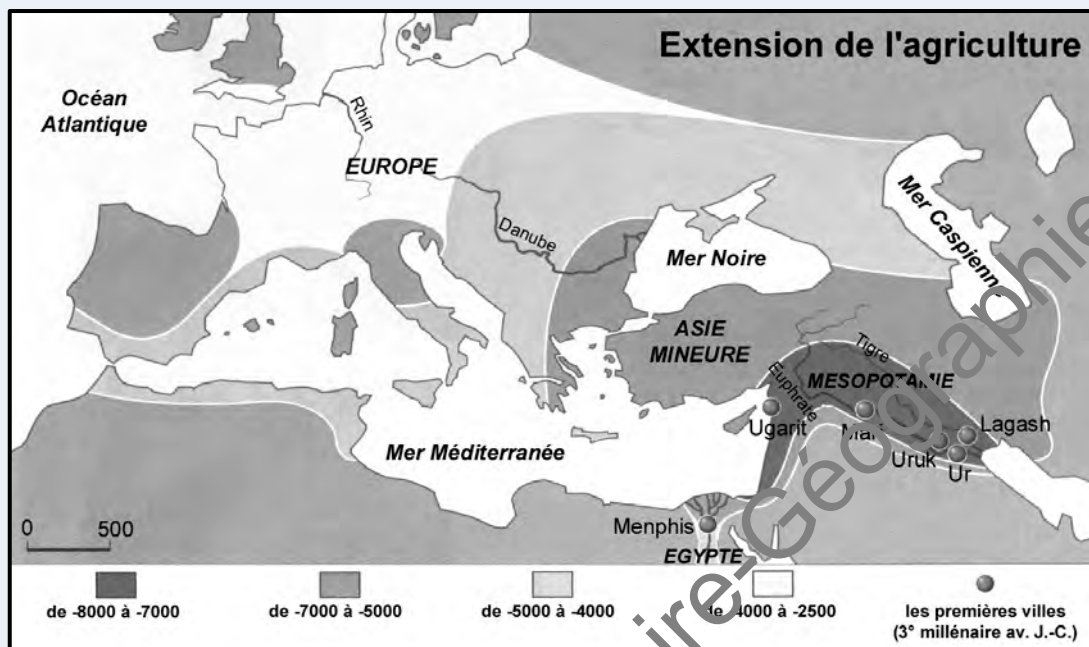 Extension de l'agriculture
Océan
Atlantique
Rhin
EUROPE
Danube
Mer Noire
Mer Caspienne
ASIE
MINEURE
Tigre
Euphrate
MESOPOTAMIE
Ugarit
Mari
Lagash
Uruk
Ur
Mer Méditerranée
Menphis
EGYPTE
0 500
de -8000 à -7000
de -7000 à -5000
de -5000 à -4000
de -4000 à -2500
les premières villes
(3° millénaire av. J.-C.)